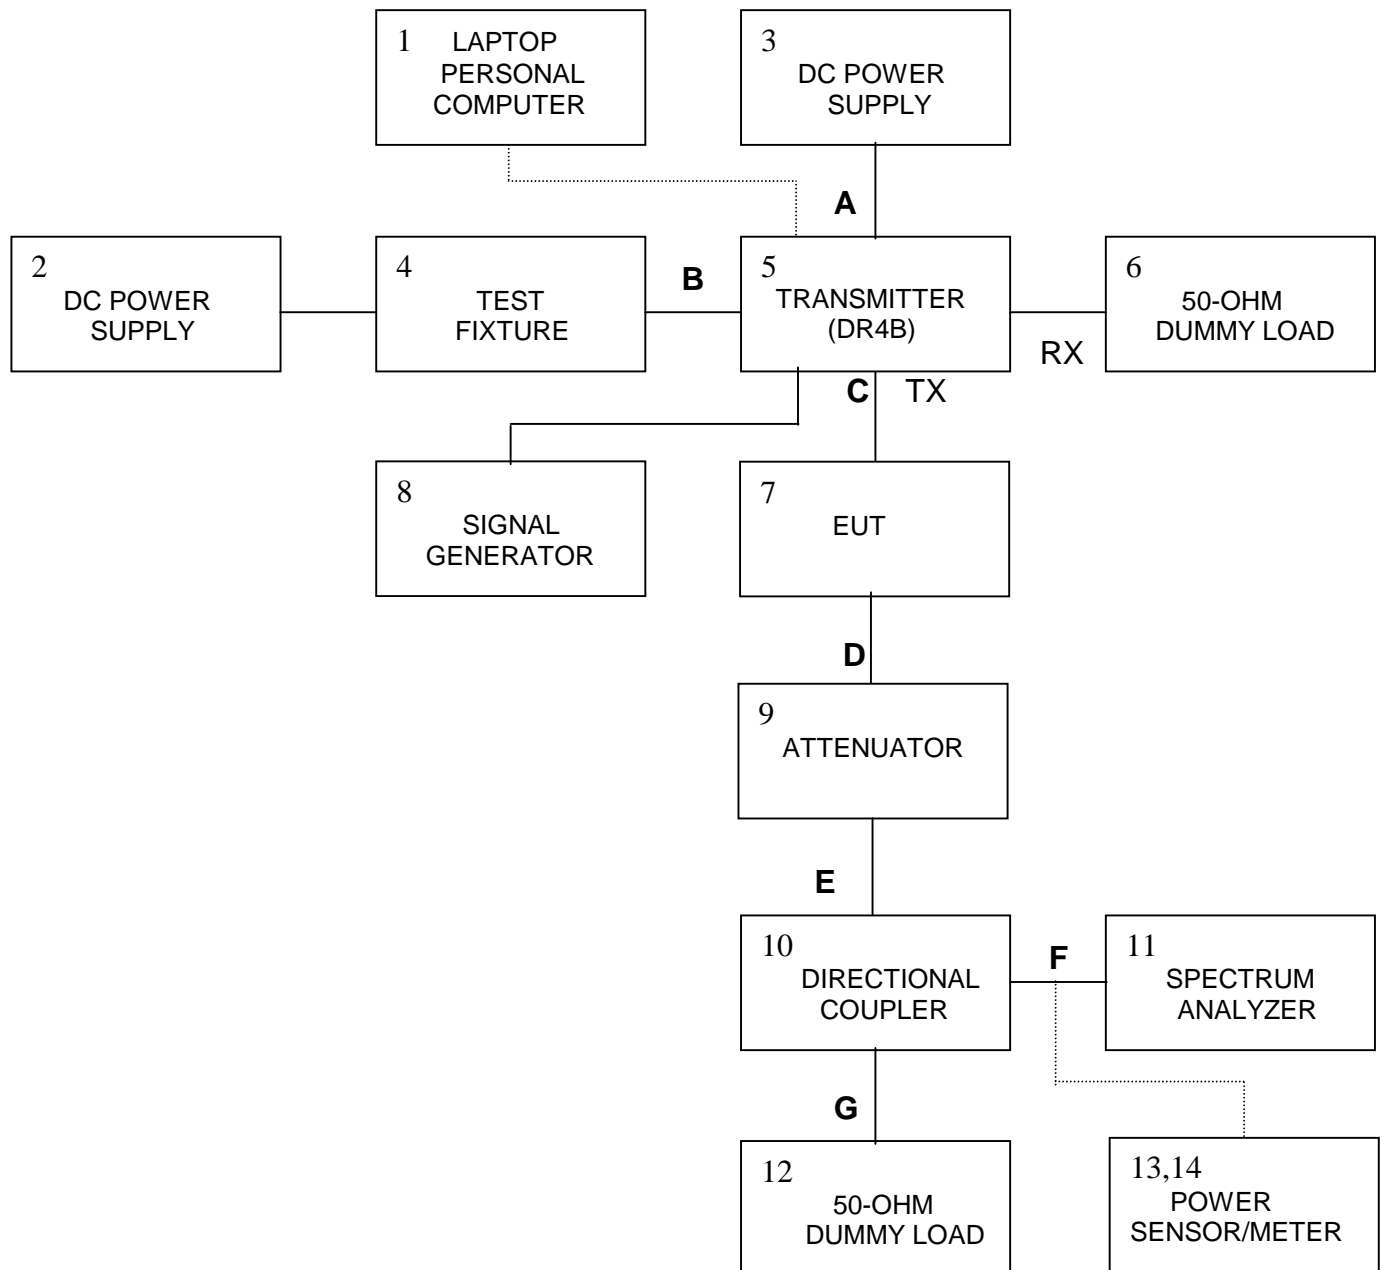 1 LAPTOP
PERSONAL
COMPUTER
3
DC POWER
SUPPLY
A
2
DC POWER
SUPPLY
4
TEST
FIXTURE
B
5
TRANSMITTER
(DR4B)
RX
6
50-OHM
DUMMY LOAD
C TX
8
SIGNAL
GENERATOR
7
EUT
D
9
ATTENUATOR
E
10
DIRECTIONAL
COUPLER
F
11
SPECTRUM
ANALYZER
G
12
50-OHM
DUMMY LOAD
13,14
POWER
SENSOR/METER